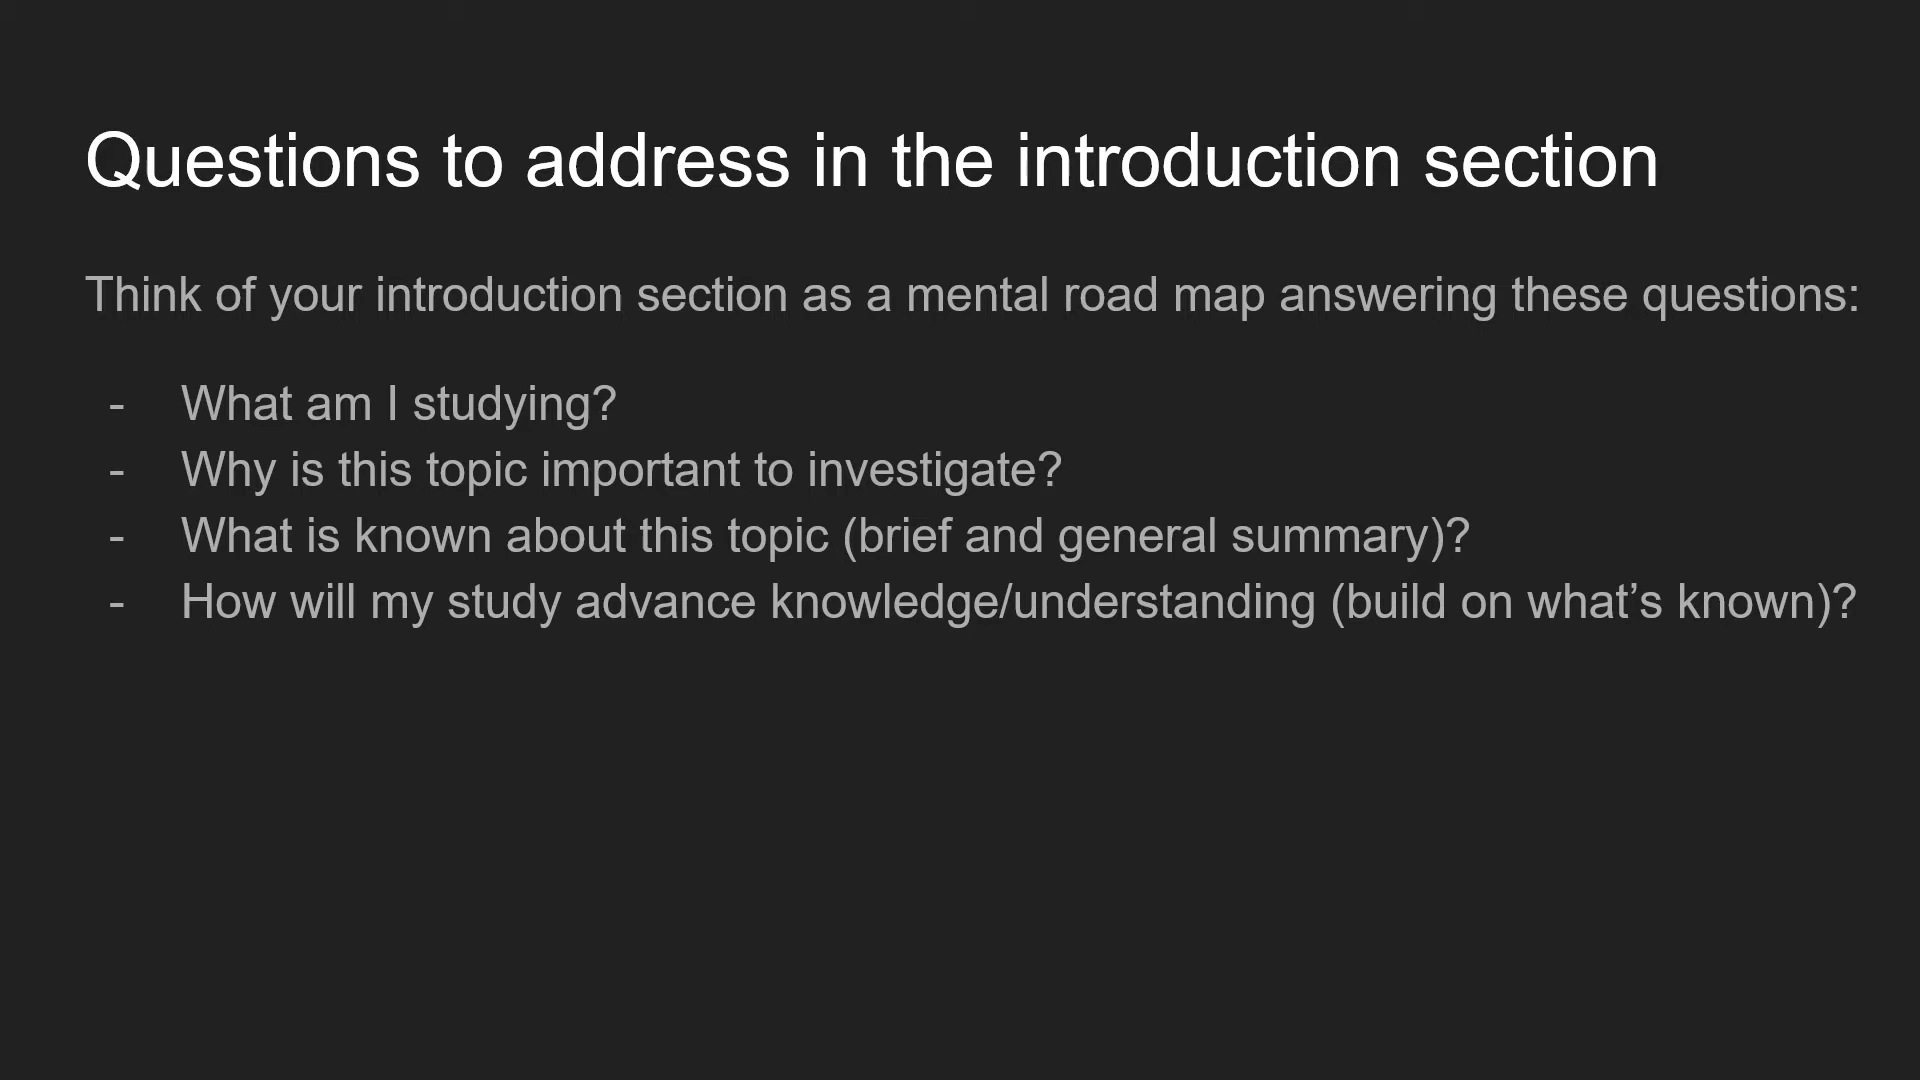 Questions to address in the introduction section
Think of your introduction section as a mental road map answering these questions:
- What am I studying?
- Why is this topic important to investigate?
- What is known about this topic (brief and general summary)?
- How will my study advance knowledge/understanding (build on what’s known)?